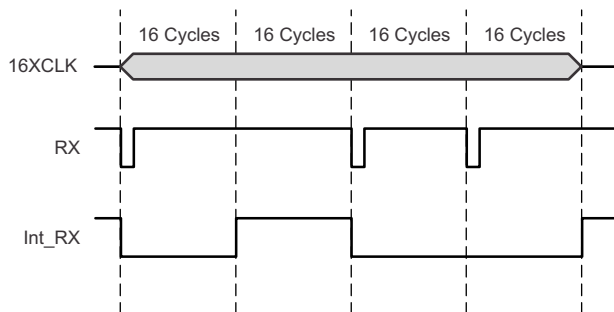 16 Cycles 16 Cycles 16 Cycles 16 Cycles
16XCLK
RX
Int_RX